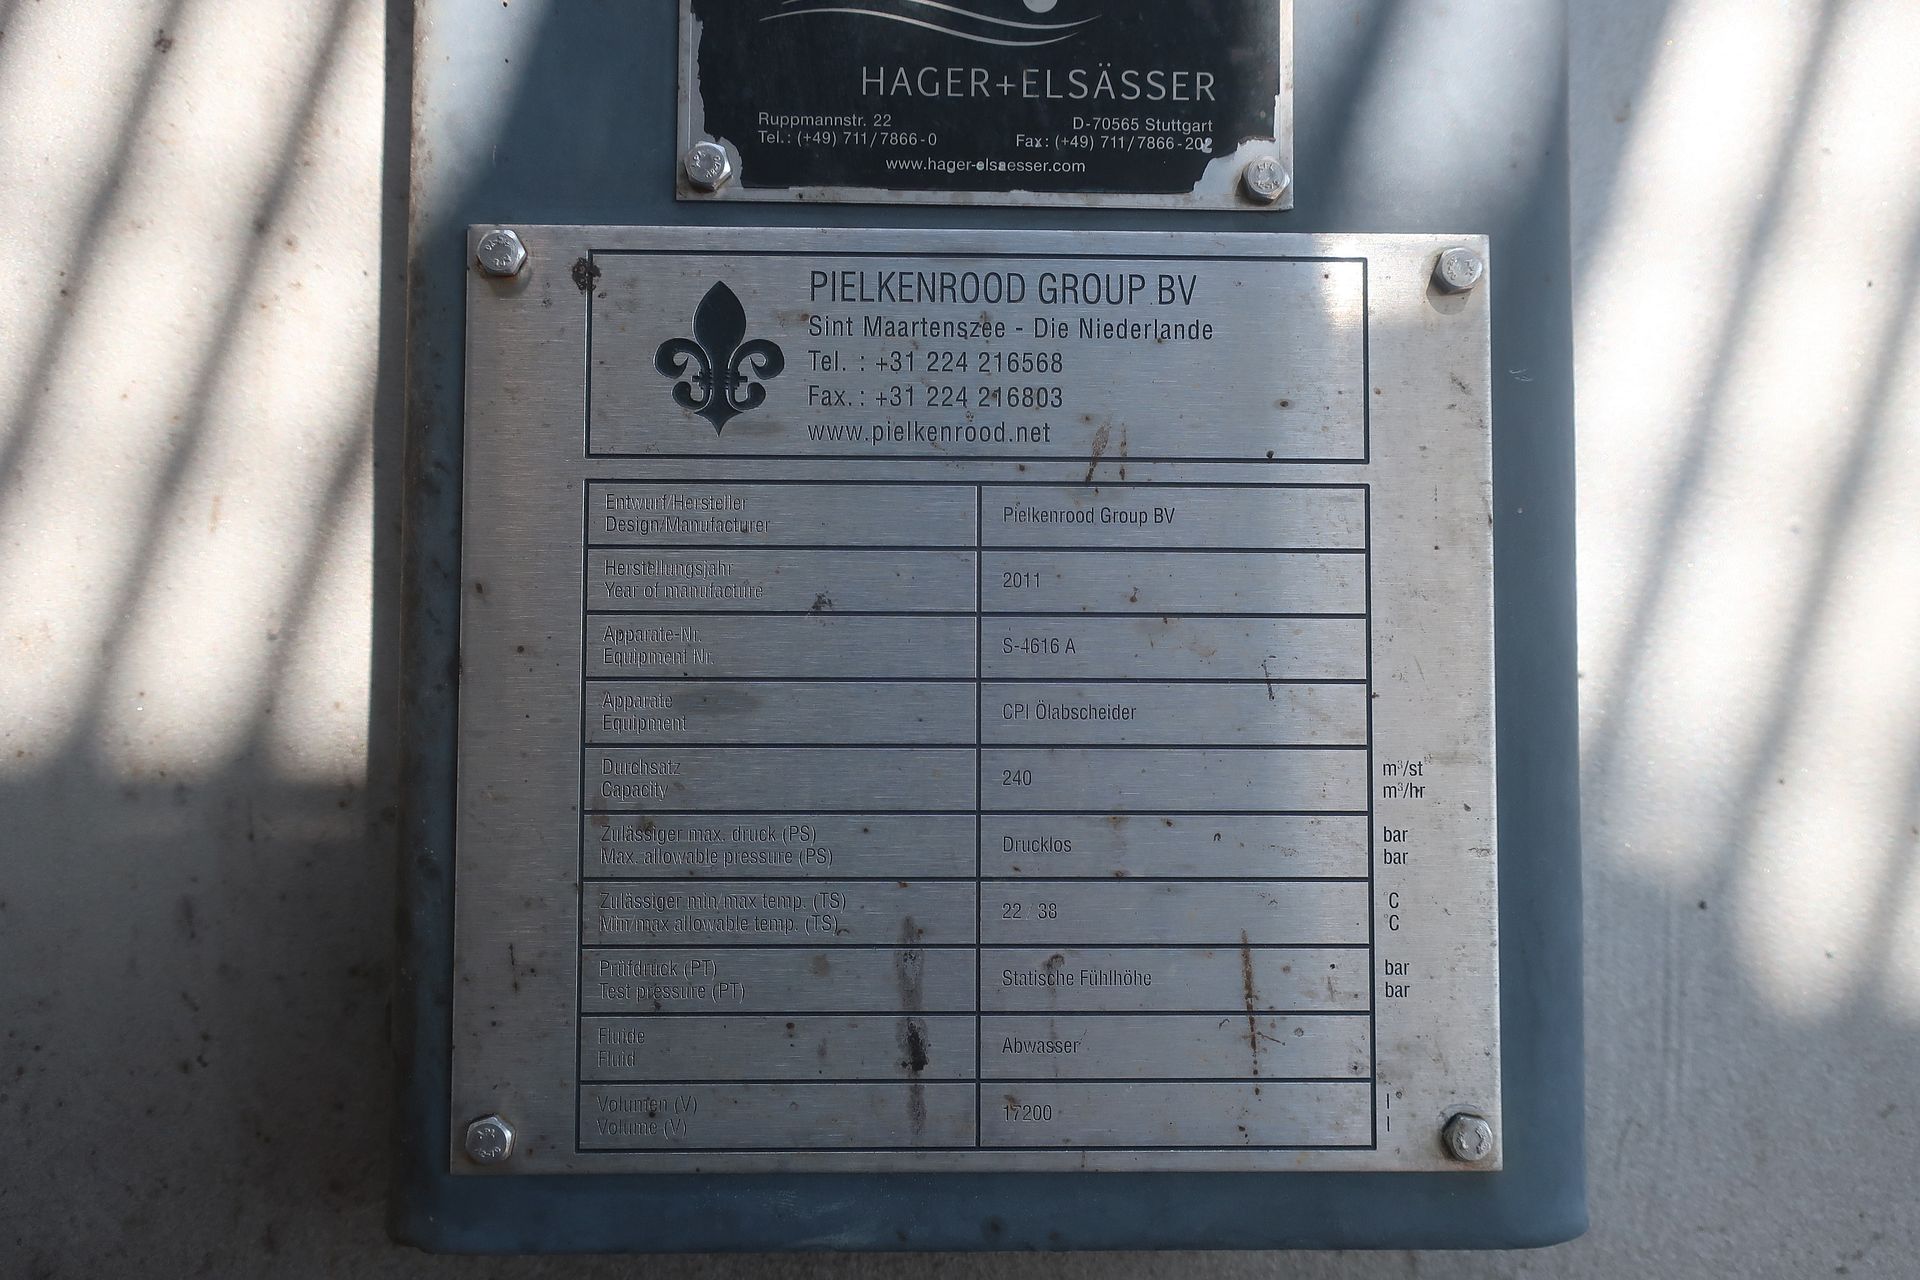 HAGER+ELSÄSSER
Ruppmannstr. 22
D-70565 Stuttgart
Tel.: (+49) 711/7866-0
Fax: (+49) 711/7866-202
www.hager-elsaesser.com
PIELKENROOD GROUP BV
Sint Maartenszee - Die Niederlande
Tel. : +31 224 216568
Fax. : +31 224 216803
www.pielkenrood.net
Entwurf/Hersteller
Design/Manufacturer
Pielkenrood Group BV
Herstellungsjahr
Year of manufacture
2011
Apparate-Nr.
Equipment Nr.
S-4616 A
Apparate
Equipment
CPI Ölabscheider
Durchsatz
Capacity
240
m³/st
m³/hr
Zulässiger max. druck (PS)
Max. allowable pressure (PS)
Drucklos
bar
bar
Zulässiger min/max temp. (TS)
Min/max allowable temp. (TS)
22 / 38
°C
°C
Prüfdruck (PT)
Test pressure (PT)
Statische Fühlhöhe
bar
bar
Fluide
Fluid
Abwasser
Volumen (V)
Volume (V)
17200
l
l